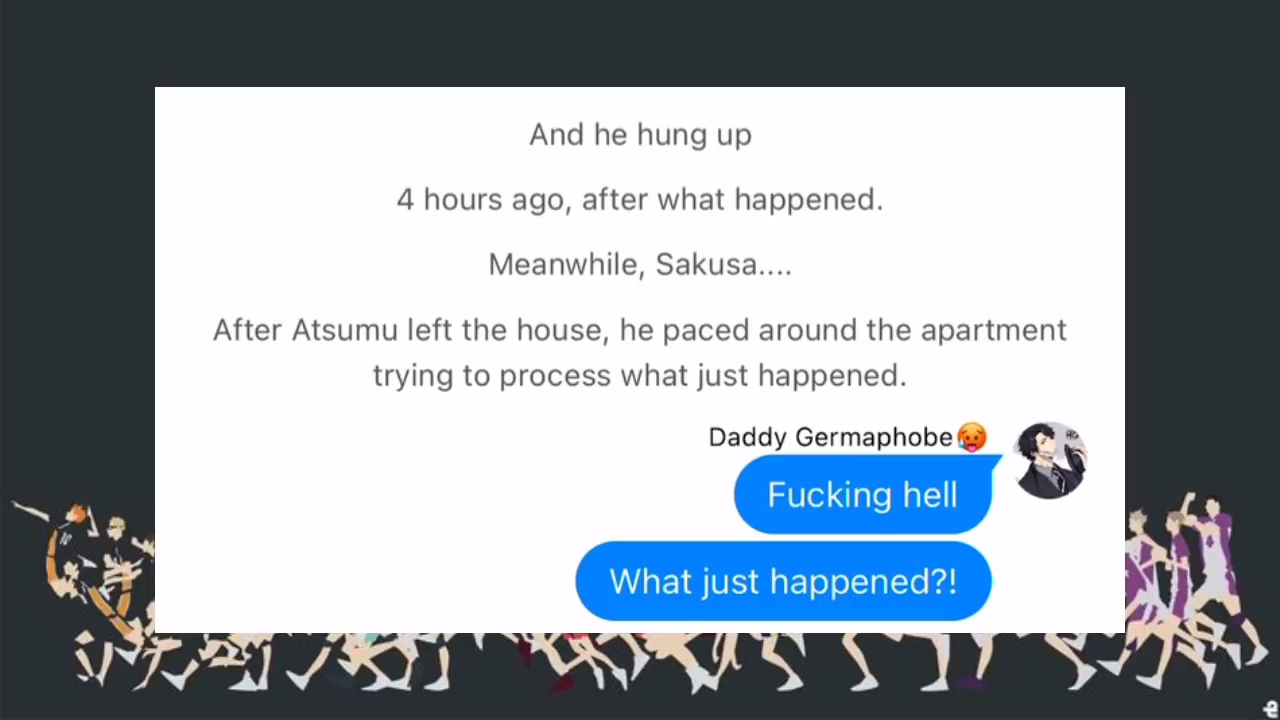 And he hung up
4 hours ago, after what happened.
Meanwhile, Sakusa....
After Atsumu left the house, he paced around the apartment
trying to process what just happened.
Daddy Germaphobe🥵
Fucking hell
What just happened?!